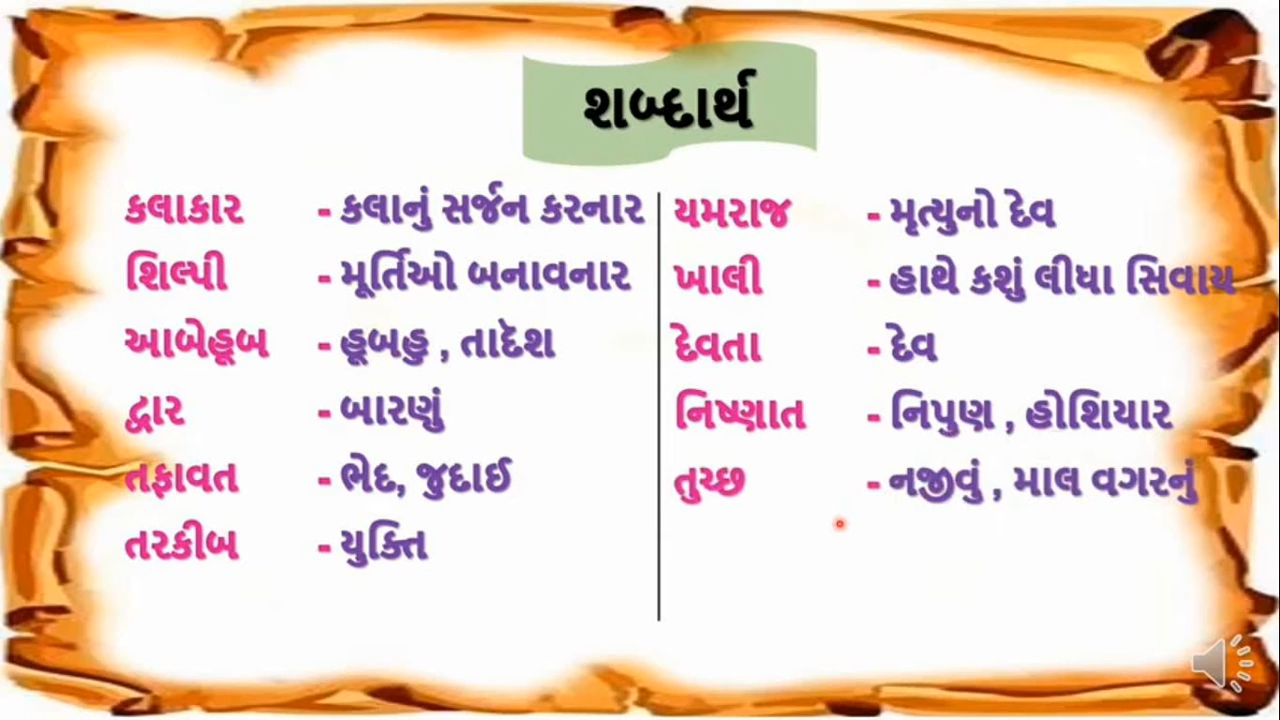 શબ્દાર્થ
કલાકાર - કલાનું સર્જન કરનાર
શિલ્પી - મૂર્તિઓ બનાવનાર
આબેહૂબ - હૂબહુ , તાદેશ
દ્વાર - બારણું
તફાવત - ભેદ, જુદાઈ
તરકીબ - યુક્તિ
યમરાજ - મૃત્યુનો દેવ
ખાલી - હાથે કશું લીધા સિવાય
દેવતા - દેવ
નિષ્ણાત - નિપુણ , હોશિયાર
તુચ્છ - નજીવું , માલ વગરનું